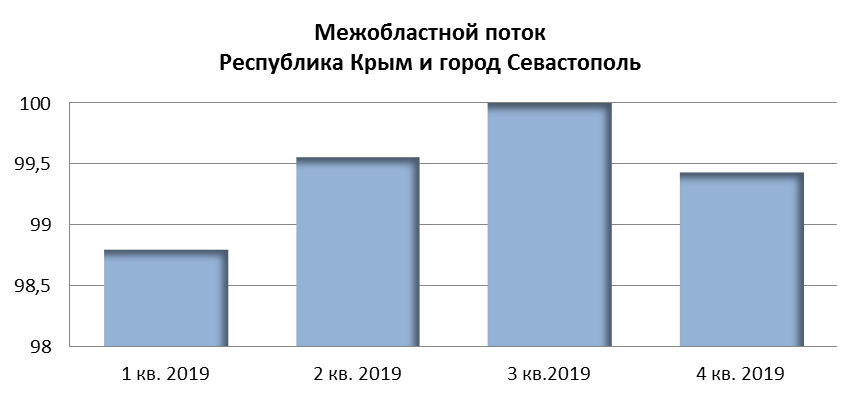 Межобластной поток
Республика Крым и город Севастополь
100
99,5
99
98,5
98
1 кв. 2019
2 кв. 2019
3 кв.2019
4 кв. 2019